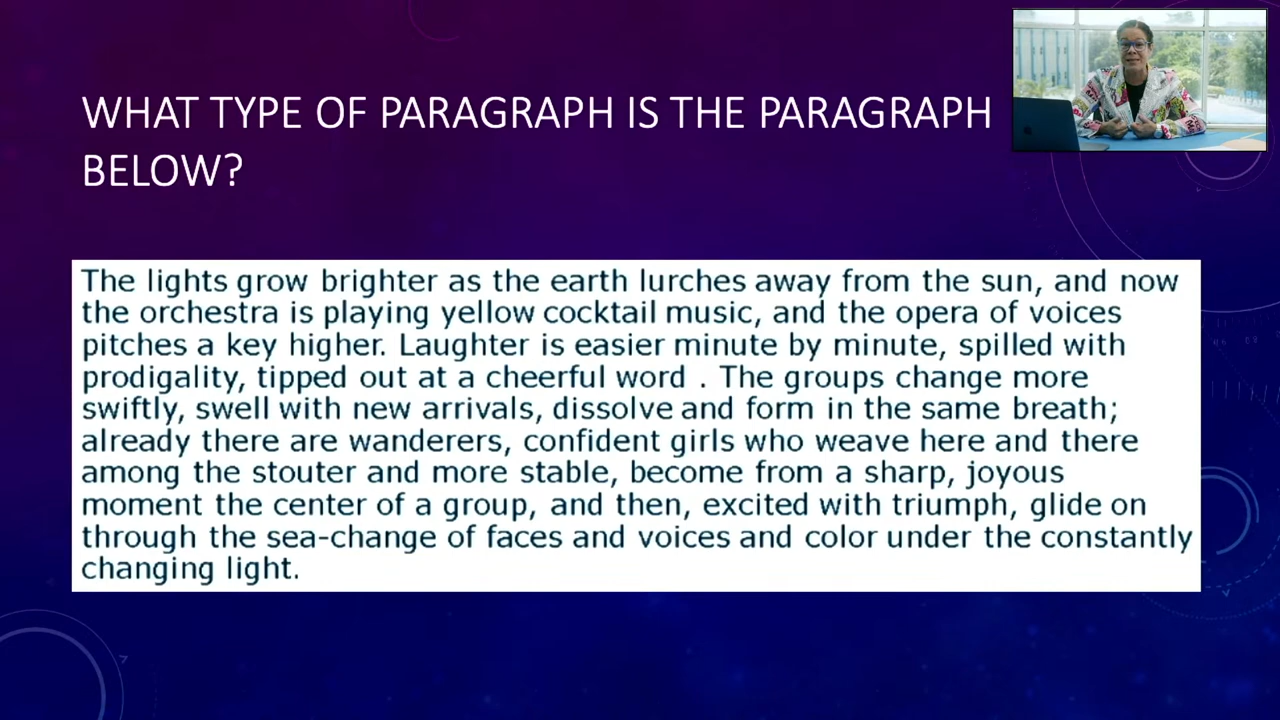 WHAT TYPE OF PARAGRAPH IS THE PARAGRAPH
BELOW?
The lights grow brighter as the earth lurches away from the sun, and now
the orchestra is playing yellow cocktail music, and the opera of voices
pitches a key higher. Laughter is easier minute by minute, spilled with
prodigality, tipped out at a cheerful word . The groups change more
swiftly, swell with new arrivals, dissolve and form in the same breath;
already there are wanderers, confident girls who weave here and there
among the stouter and more stable, become from a sharp, joyous
moment the center of a group, and then, excited with triumph, glide on
through the sea-change of faces and voices and color under the constantly
changing light.